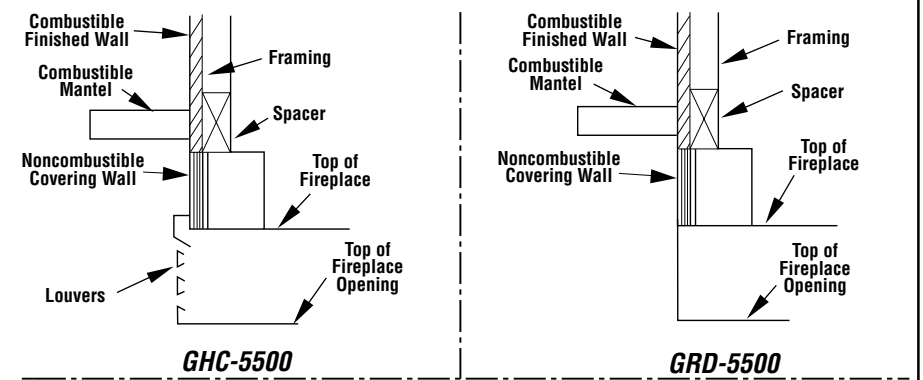 Combustible
Finished Wall
Framing
Combustible
Mantel
Spacer
Noncombustible
Covering Wall
Top of
Fireplace
Top of
Fireplace
Opening
Louvers
GHC-5500
Combustible
Finished Wall
Framing
Combustible
Mantel
Spacer
Noncombustible
Covering Wall
Top of
Fireplace
Top of
Fireplace
Opening
GRD-5500